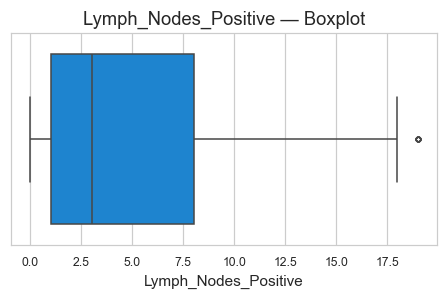 Lymph_Nodes_Positive — Boxplot
0.0 2.5 5.0 7.5 10.0 12.5 15.0 17.5
Lymph_Nodes_Positive